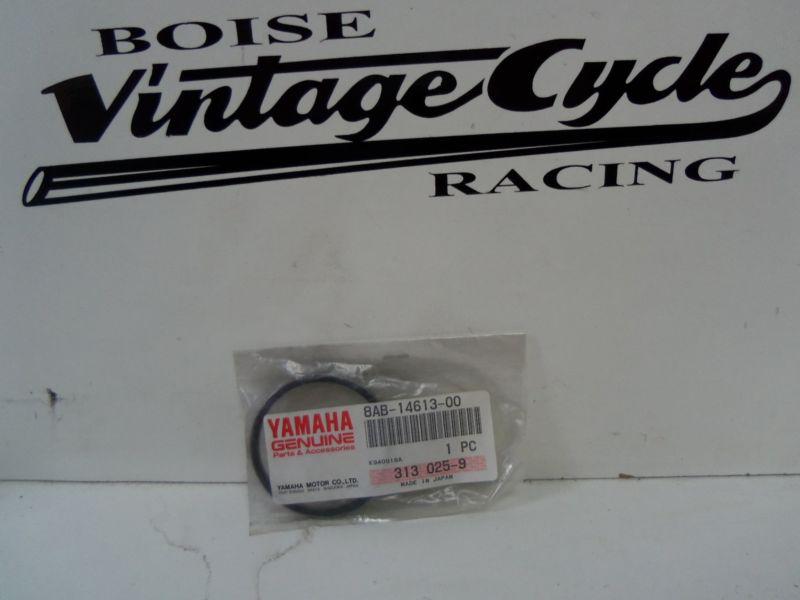 BOISE
Vintage Cycle
RACING
YAMAHA
GENUINE
Parts & Accessories
8AB-14613-00
1 PC
K940918A
313 025-9
YAMAHA MOTOR CO., LTD.
MADE IN JAPAN